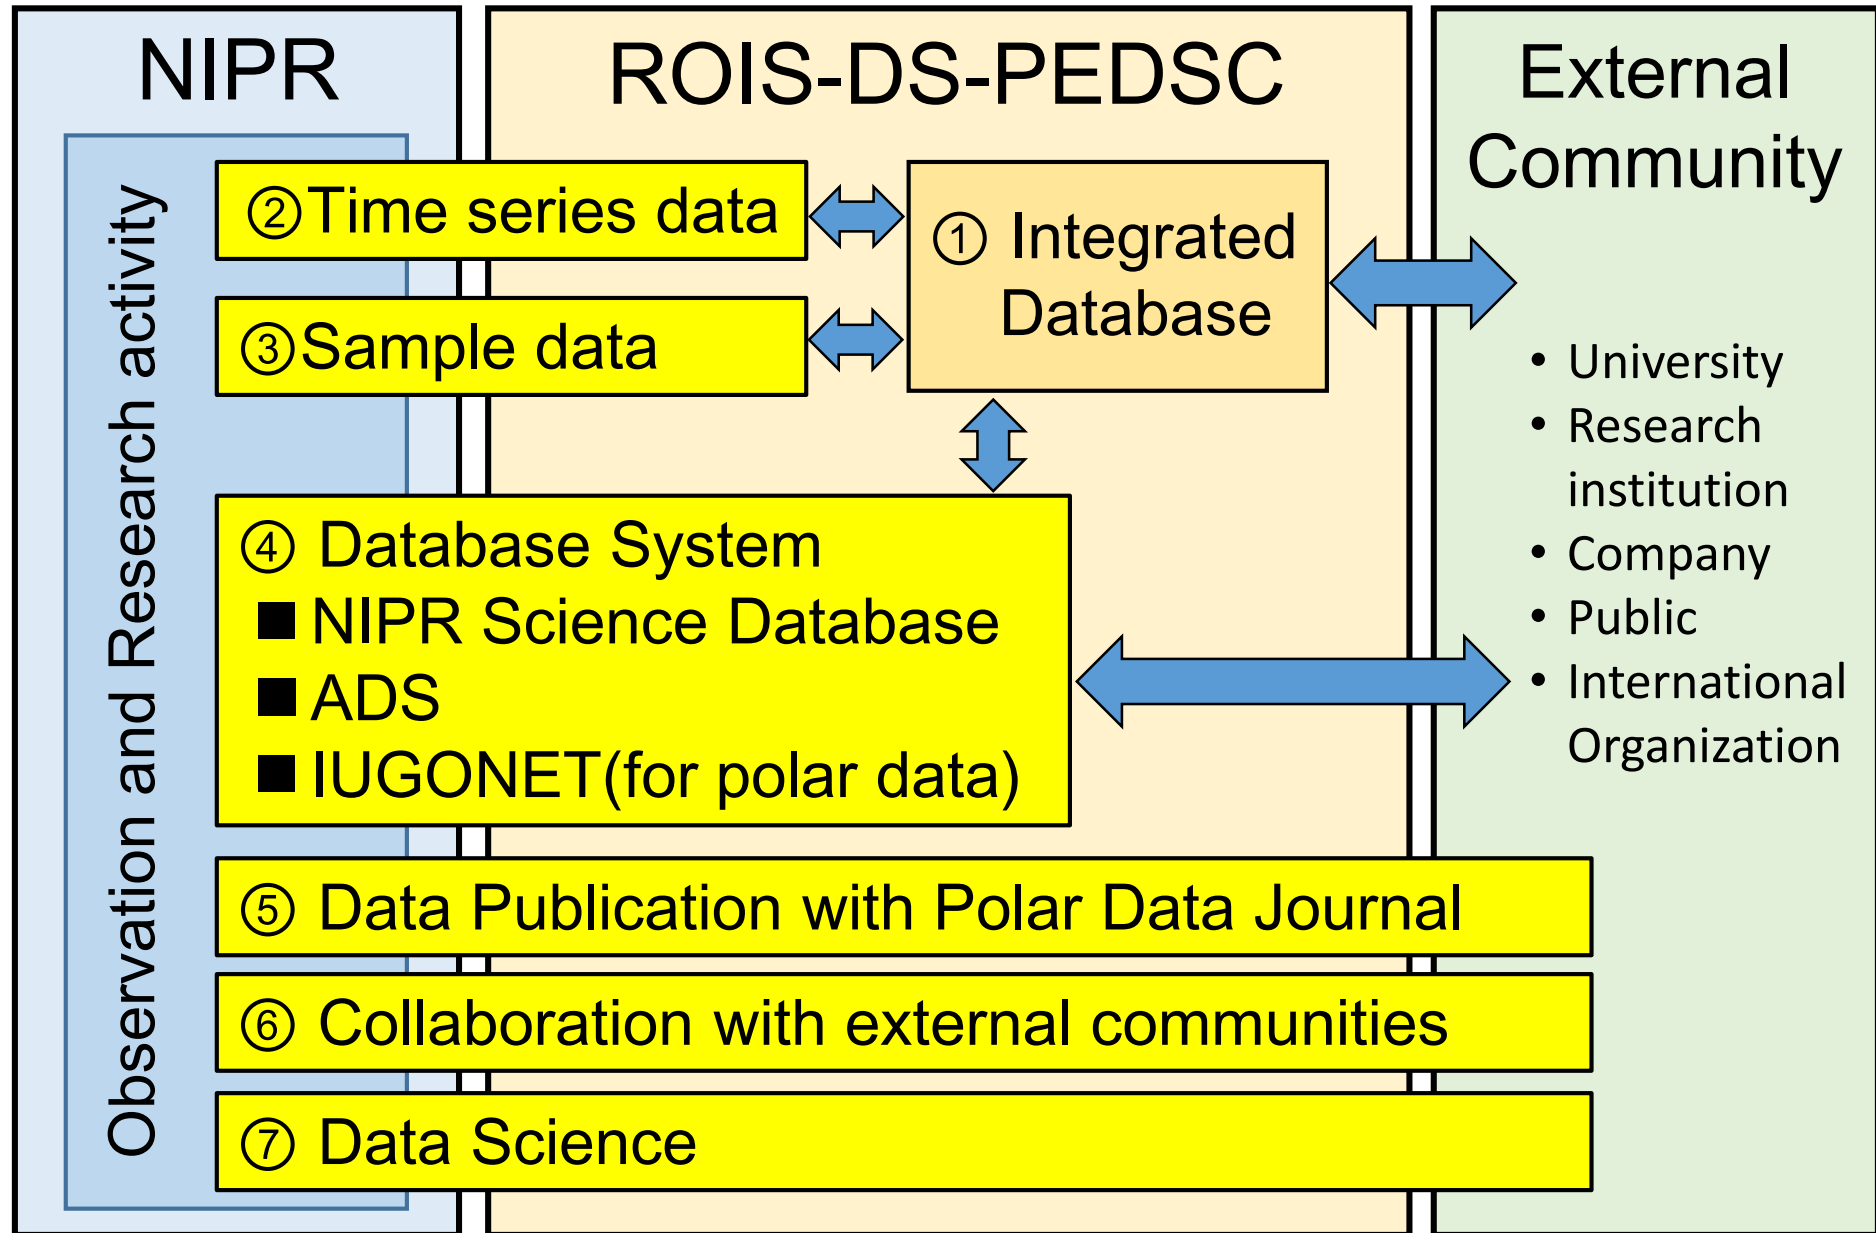 NIPR
Observation and Research activity
ROIS-DS-PEDSC
②Time series data
③Sample data
① Integrated
Database
④ Database System
■ NIPR Science Database
■ ADS
■ IUGONET(for polar data)
⑤ Data Publication with Polar Data Journal
⑥ Collaboration with external communities
⑦ Data Science
External
Community
• University
• Research
institution
• Company
• Public
• International
Organization